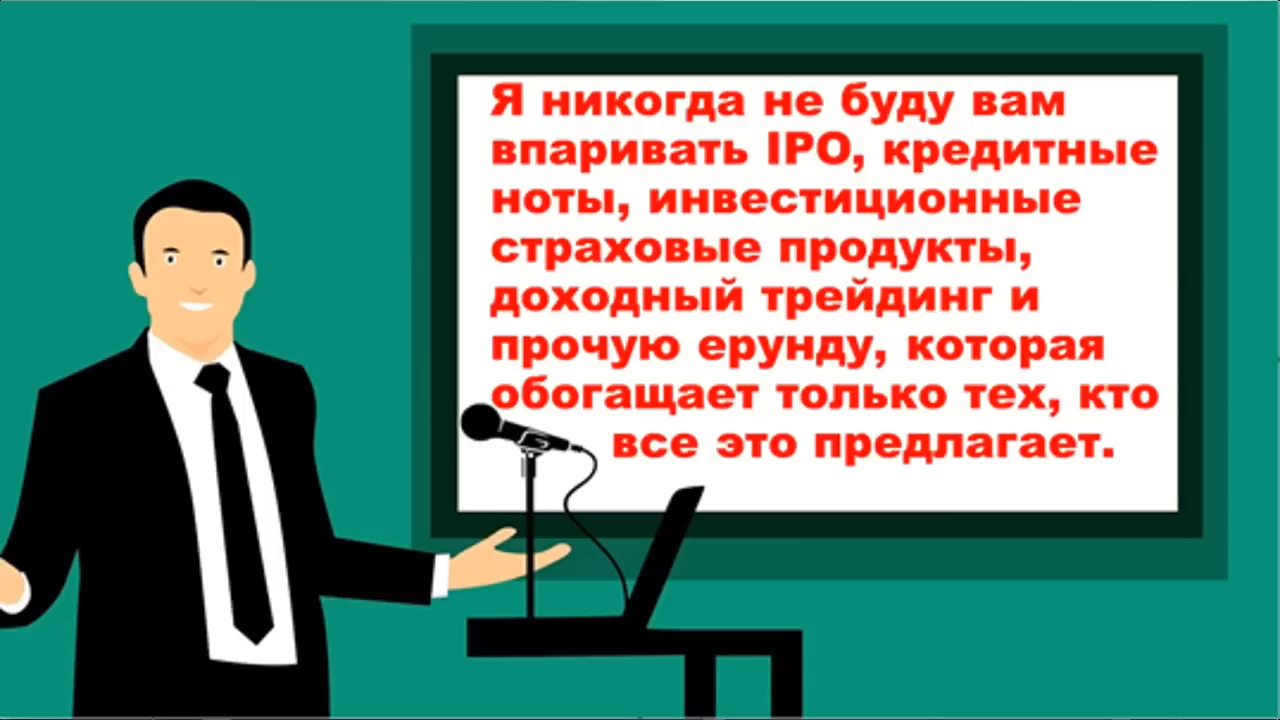 Я никогда не буду вам
впаривать IPO, кредитные
ноты, инвестиционные
страховые продукты,
доходный трейдинг и
прочую ерунду, которая
обогащает только тех, кто
все это предлагает.